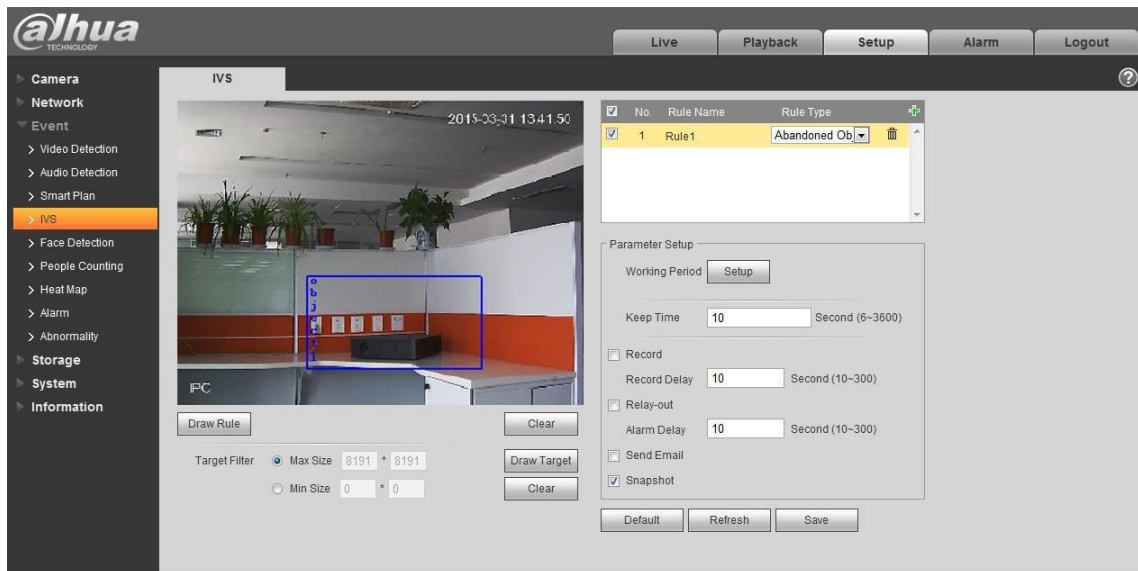 alhua
TECHNOLOGY
Live
Playback
Setup
Alarm
Logout
Camera
Network
Event
Video Detection
Audio Detection
Smart Plan
IVS
Face Detection
People Counting
Heat Map
Alarm
Abnormality
Storage
System
Information
IVS
2015-03-31 13:41:50
object1
IPC
Draw Rule
Clear
Target Filter Max Size 8191 * 8191 Draw Target
Min Size 0 * 0 Clear
No. Rule Name Rule Type
1 Rule1 Abandoned Ob
Parameter Setup
Working Period Setup
Keep Time 10 Second (6~3600)
Record
Record Delay 10 Second (10~300)
Relay-out
Alarm Delay 10 Second (10~300)
Send Email
Snapshot
Default Refresh Save